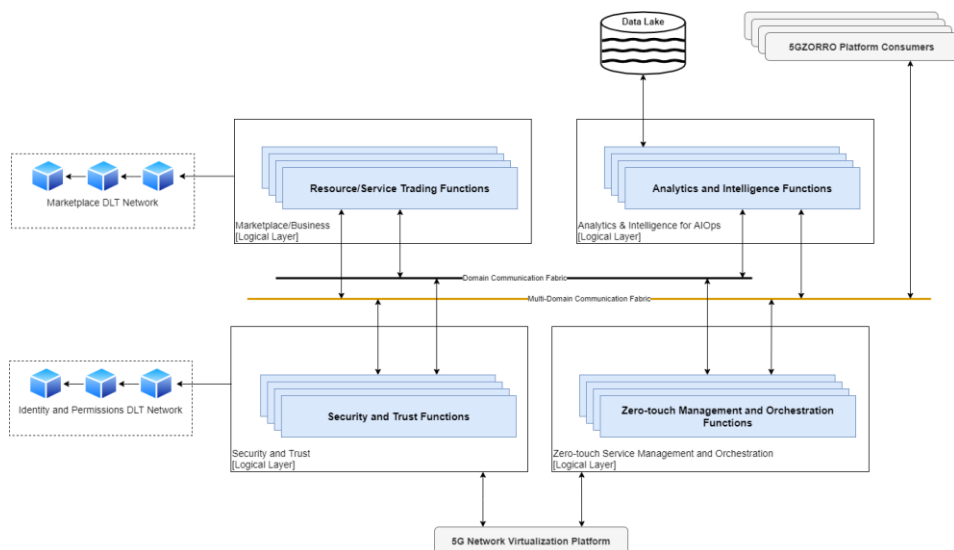 Data Lake
5GZORRO Platform Consumers
Resource/Service Trading Functions
Marketplace/Business
[Logical Layer]
Analytics and Intelligence Functions
Analytics & Intelligence for AIOps
[Logical Layer]
Marketplace DLT Network
Domain Communication Fabric
Multi-Domain Communication Fabric
Identity and Permissions DLT Network
Security and Trust Functions
Security and Trust
[Logical Layer]
Zero-touch Management and Orchestration
Functions
Zero-touch Service Management and Orchestration
[Logical Layer]
5G Network Virtualization Platform